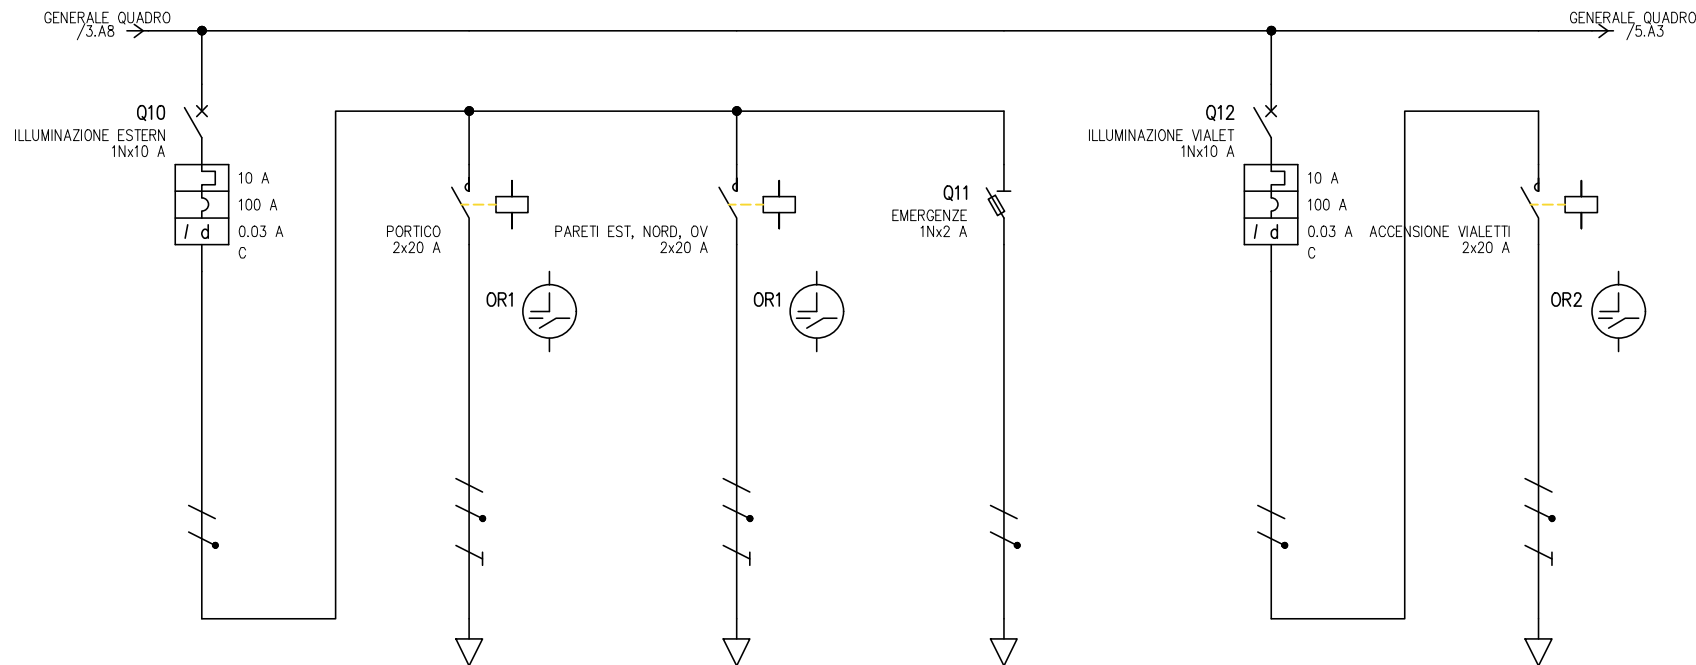 GENERALE QUADRO
/3.A8
GENERALE QUADRO
/5.A3
Q10
ILLUMINAZIONE ESTERN
1Nx10 A
10 A
100 A
I d
0.03 A
C
PORTICO
2x20 A
OR1
PARETI EST, NORD, OV
2x20 A
OR1
Q11
EMERGENZE
1Nx2 A
Q12
ILLUMINAZIONE VIALET
1Nx10 A
10 A
100 A
I d
0.03 A
C
ACCENSIONE VIALETTI
2x20 A
OR2